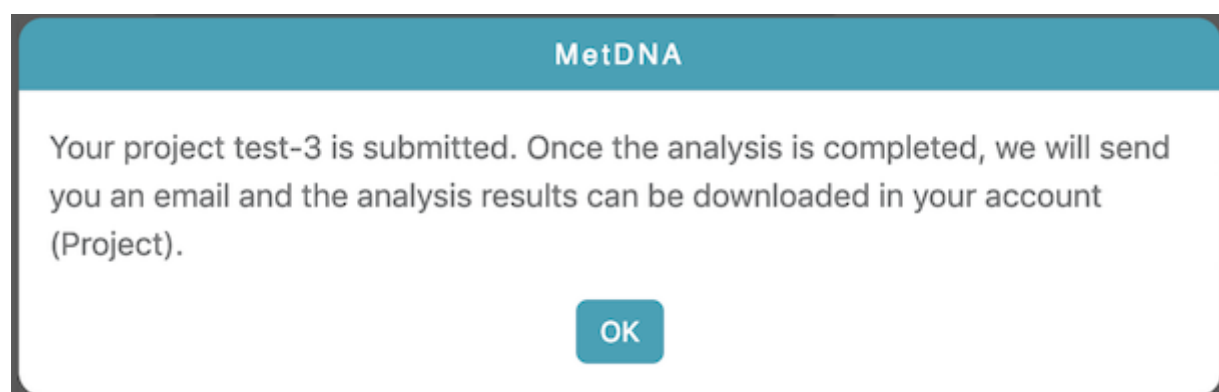 MetDNA
Your project test-3 is submitted. Once the analysis is completed, we will send
you an email and the analysis results can be downloaded in your account
(Project).
OK